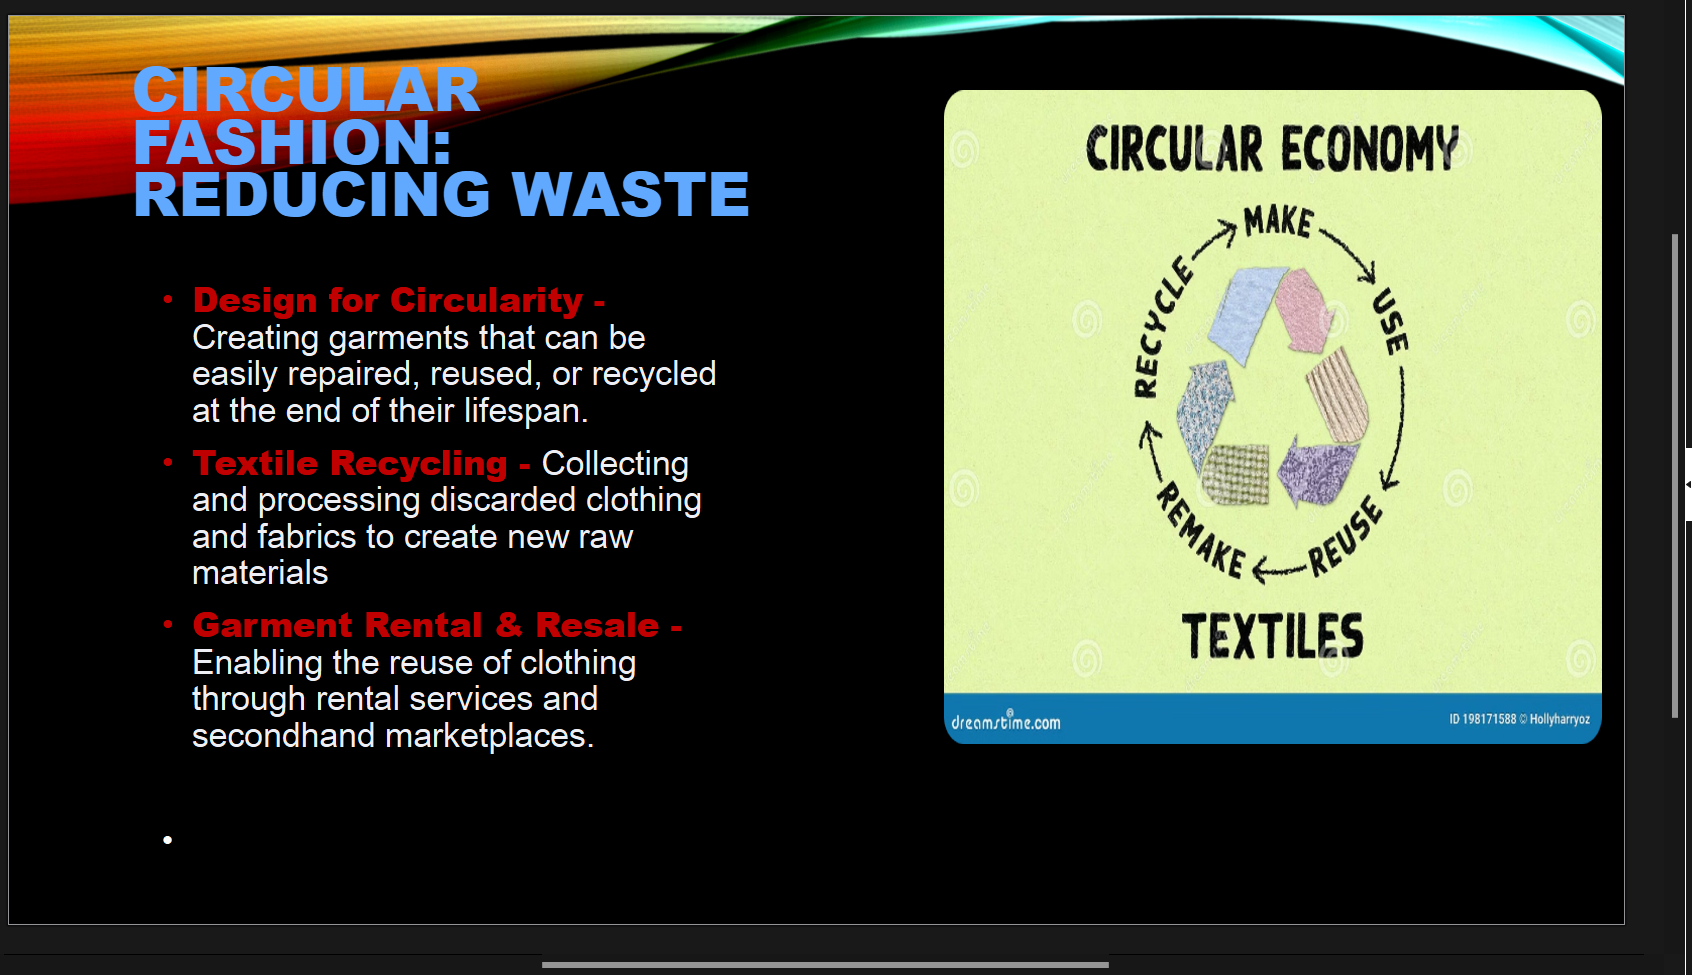 CIRCULAR
FASHION:
REDUCING WASTE
• Design for Circularity -
Creating garments that can be
easily repaired, reused, or recycled
at the end of their lifespan.
• Textile Recycling - Collecting
and processing discarded clothing
and fabrics to create new raw
materials
• Garment Rental & Resale -
Enabling the reuse of clothing
through rental services and
secondhand marketplaces.
•
CIRCULAR ECONOMY
MAKE
USE
REUSE
REMAKE
RECYCLE
TEXTILES
dreamstime.com
ID 198171588 © Hollyharryoz